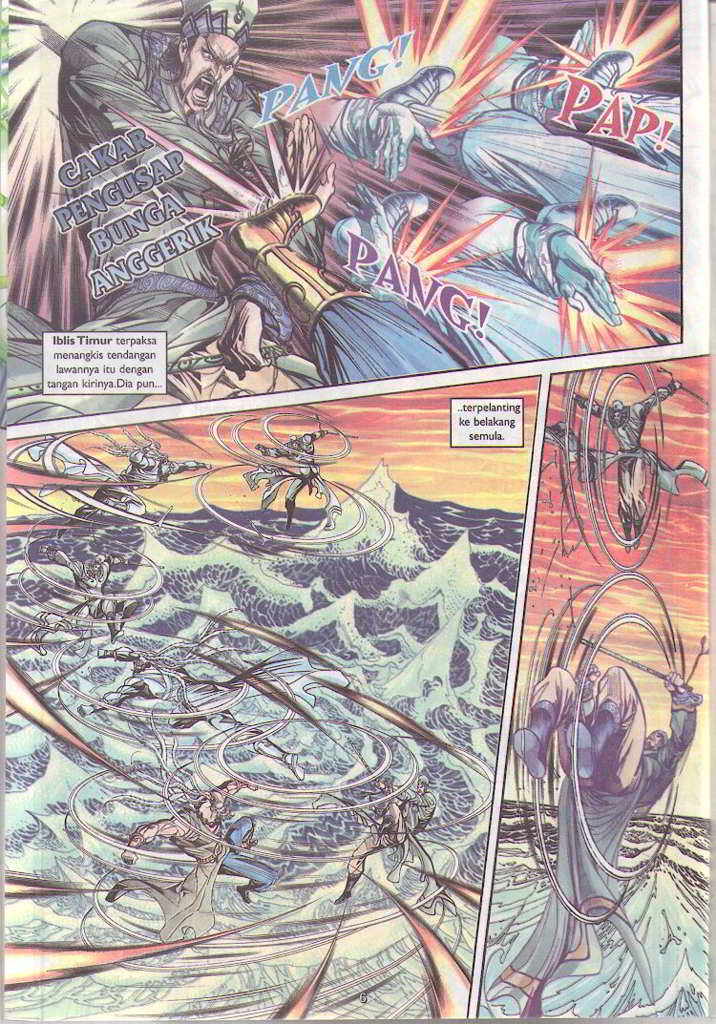 PANG!
PAP!
CAKAR
PENGUSAP
BUNGA
ANGGERIK
PANG!
Iblis Timur terpaksa
menangkis tendangan
lawannya itu dengan
tangan kirinya.Dia pun...
..terpelanting
ke belakang
semula.
6